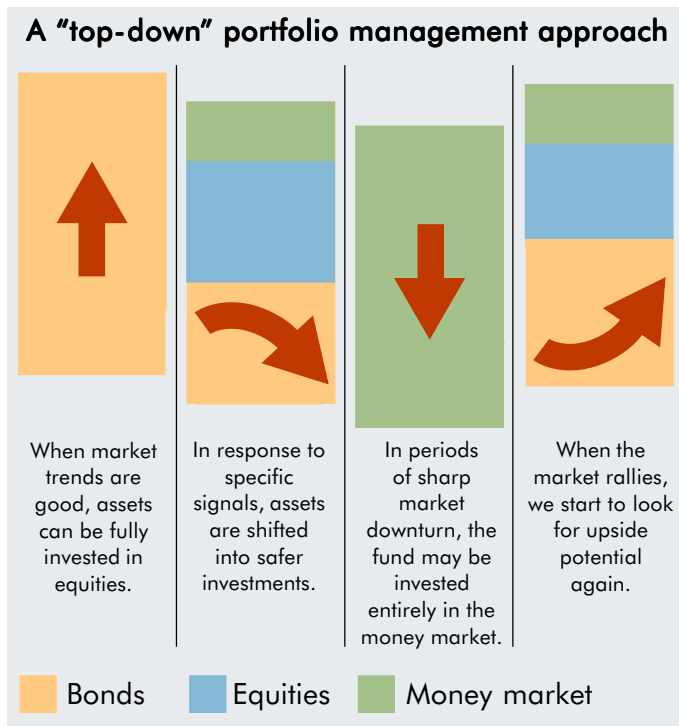 A “top-down” portfolio management approach
When market
trends are
good, assets
can be fully
invested in
equities.
In response to
specific
signals, assets
are shifted
into safer
investments.
In periods
of sharp
market
downturn, the
fund may be
invested
entirely in the
money market.
When the
market rallies,
we start to look
for upside
potential
again.
Bonds
Equities
Money market